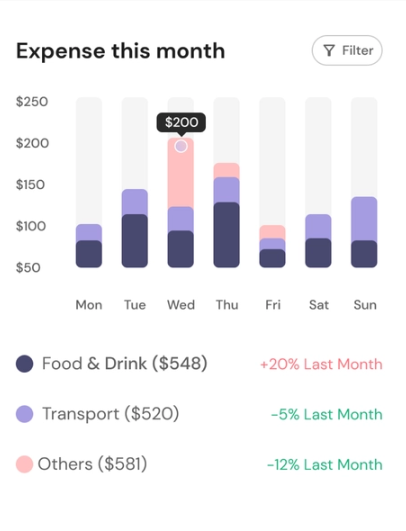 Expense this month
Filter
$250
$200
$200
$150
$100
$50
Mon Tue Wed Thu Fri Sat Sun
Food & Drink ($548) +20% Last Month
Transport ($520) -5% Last Month
Others ($581) -12% Last Month